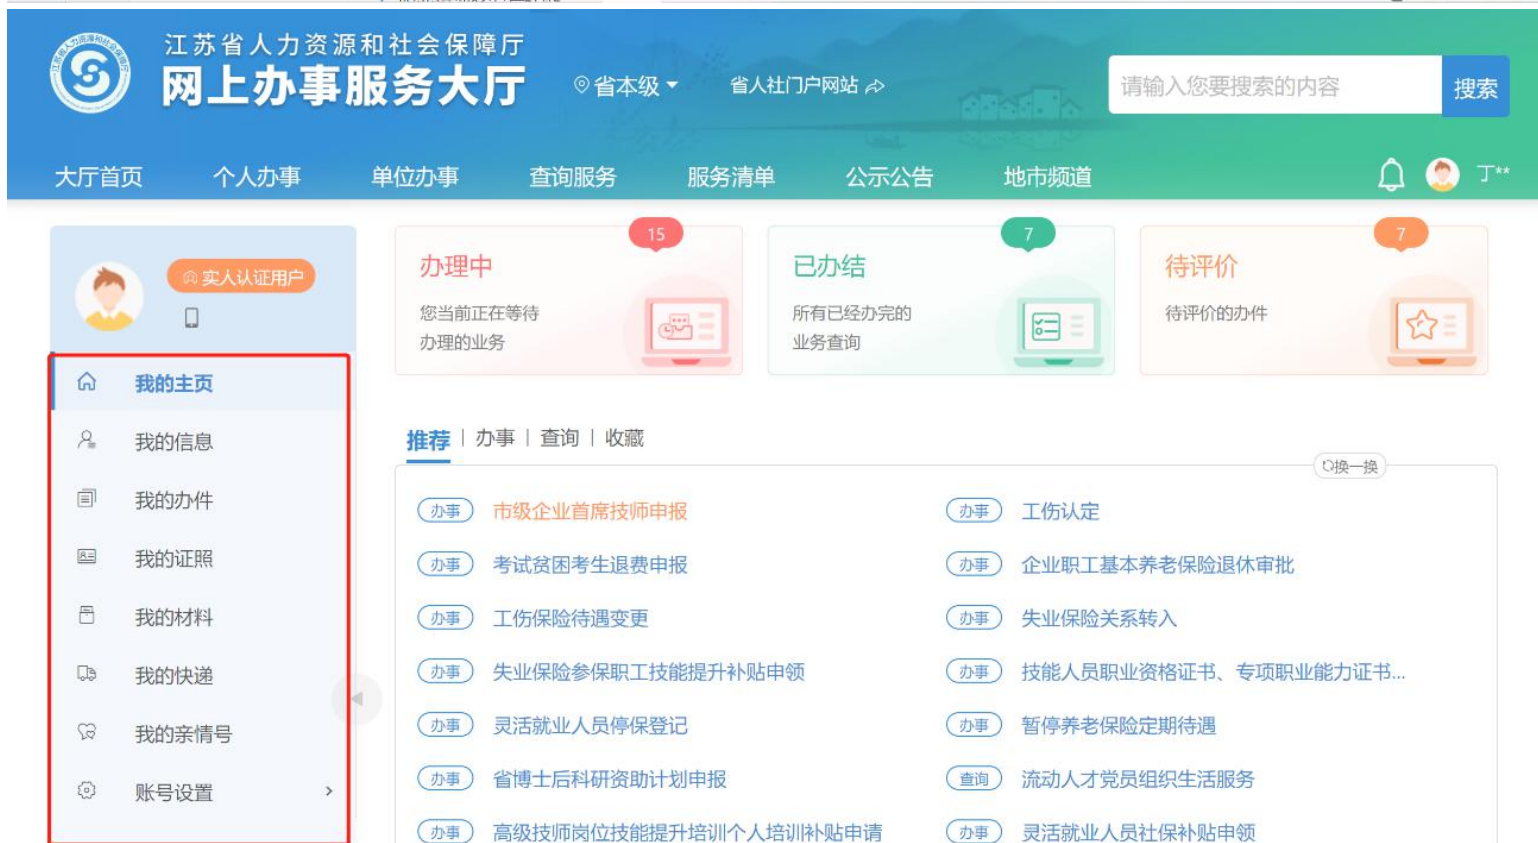 江苏省人力资源和社会保障厅
网上办事服务大厅
省本级
省人社门户网站
请输入您要搜索的内容
搜索
大厅首页 个人办事 单位办事 查询服务 服务清单 公示公告 地市频道 丁**
实人认证用户
我的主页
我的信息
我的办件
我的证照
我的材料
我的快递
我的亲情号
账号设置
15
办理中
您当前正在等待
办理的业务
7
已办结
所有已经办完的
业务查询
7
待评价
待评价的办件
推荐 | 办事 | 查询 | 收藏
换一换
办事 市级企业首席技师申报
办事 工伤认定
办事 考试贫困考生退费申报
办事 企业职工基本养老保险退休审批
办事 工伤保险待遇变更
办事 失业保险关系转入
办事 失业保险参保职工技能提升补贴申领
办事 技能人员职业资格证书、专项职业能力证书...
办事 灵活就业人员停保登记
办事 暂停养老保险定期待遇
办事 省博士后科研资助计划申报
查询 流动人才党员组织生活服务
办事 高级技师岗位技能提升培训个人培训补贴申请
办事 灵活就业人员社保补贴申领